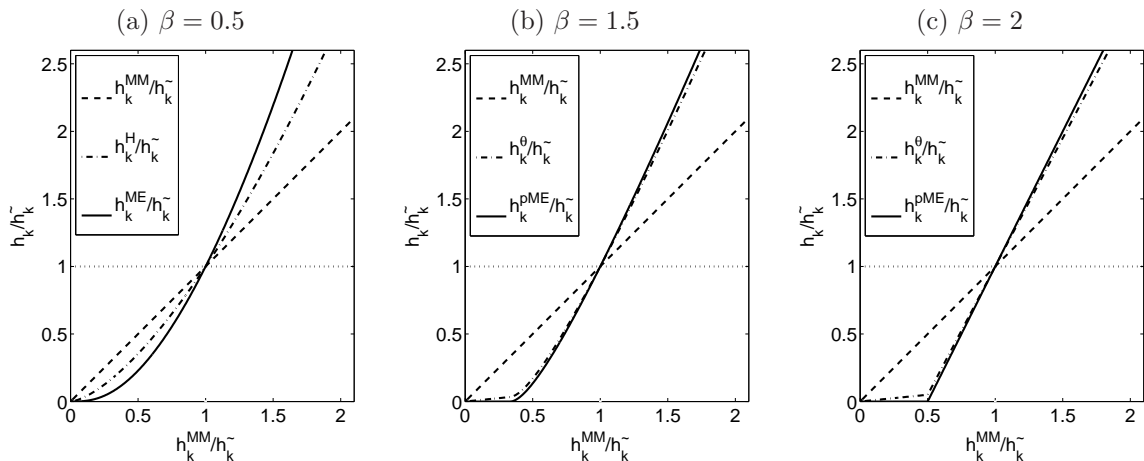 (a) β = 0.5
2.5
2
1.5
1
0.5
0
h_k/h_k^~
h_k^MM/h_k^~
h_k^H/h_k^~
h_k^ME/h_k^~
0 0.5 1 1.5 2
h_k^MM/h_k^~
(b) β = 1.5
2.5
2
1.5
1
0.5
0
h_k/h_k^~
h_k^MM/h_k^~
h_k^θ/h_k^~
h_k^pME/h_k^~
0 0.5 1 1.5 2
h_k^MM/h_k^~
(c) β = 2
2.5
2
1.5
1
0.5
0
h_k/h_k^~
h_k^MM/h_k^~
h_k^θ/h_k^~
h_k^pME/h_k^~
0 0.5 1 1.5 2
h_k^MM/h_k^~